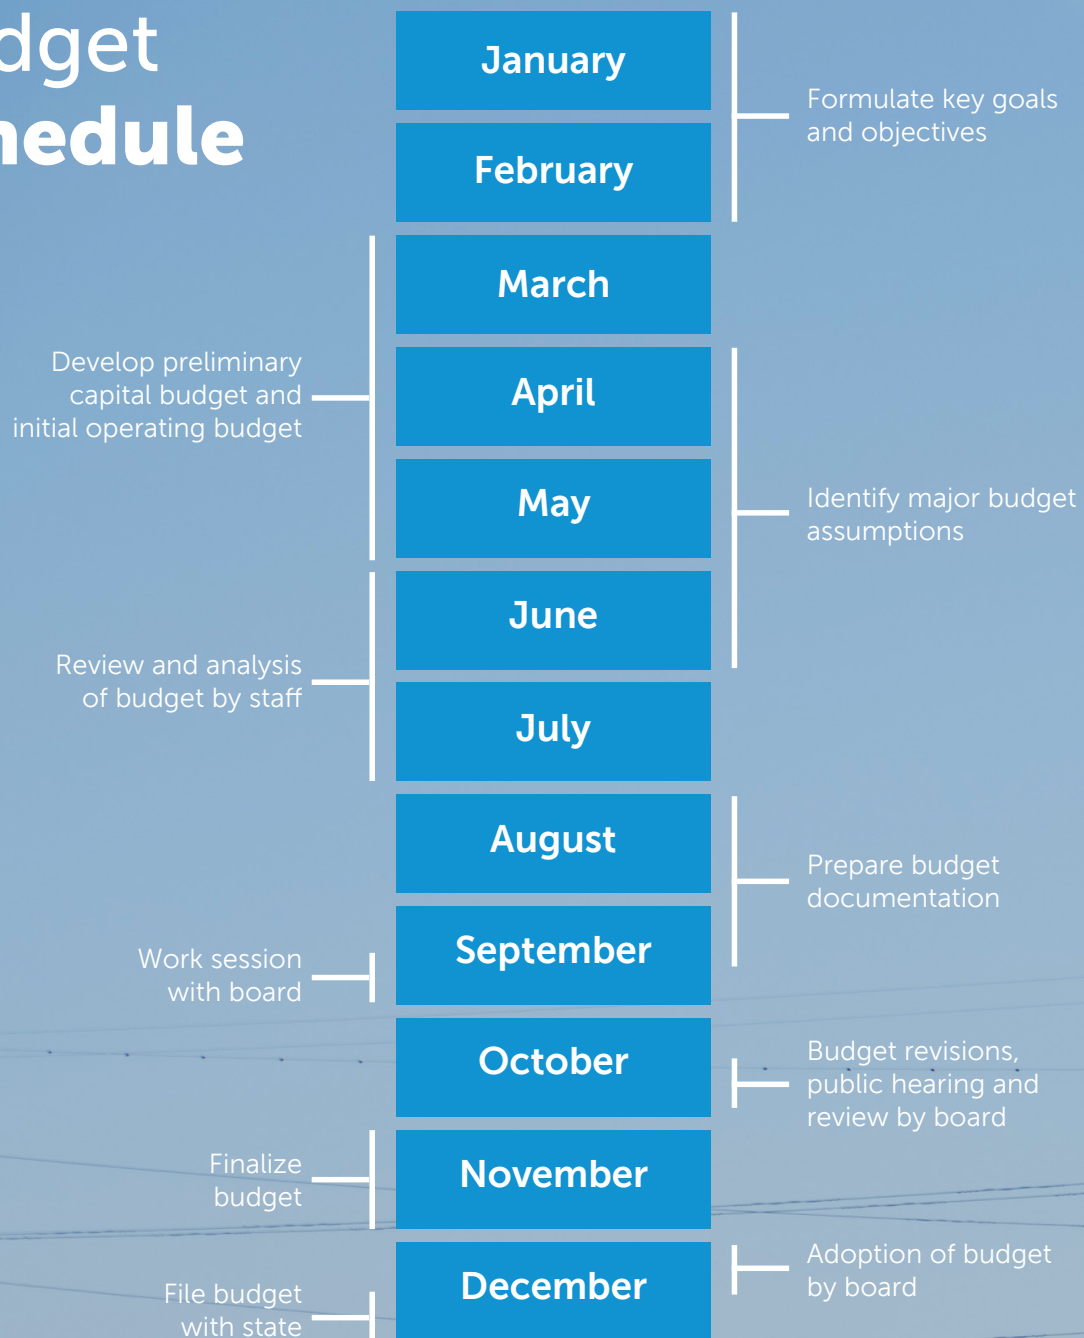 dget
hedule
January
February
Formulate key goals
and objectives
March
Develop preliminary
capital budget and
initial operating budget
April
May
Identify major budget
assumptions
June
Review and analysis
of budget by staff
July
August
Prepare budget
documentation
September
Work session
with board
October
Budget revisions,
public hearing and
review by board
November
Finalize
budget
December
Adoption of budget
by board
File budget
with state